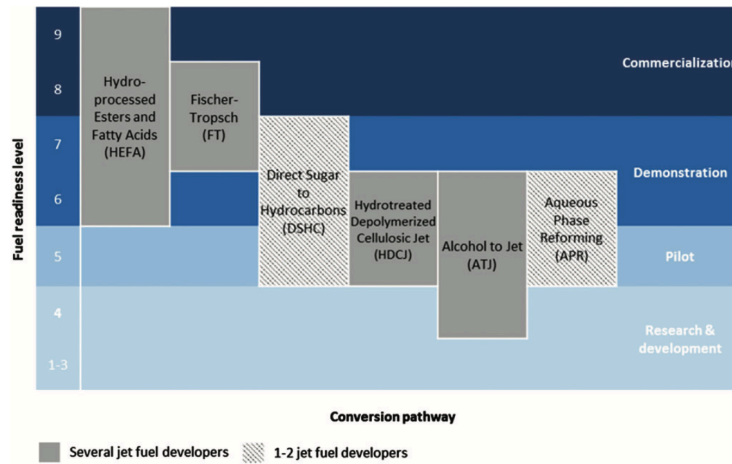 Fuel readiness level
9
8
7
6
5
4
1-3
Hydro-
processed
Esters and
Fatty Acids
(HEFA)
Fischer-
Tropsch
(FT)
Direct Sugar
to
Hydrocarbons
(DSHC)
Hydrotreated
Depolymerized
Cellulosic Jet
(HDCJ)
Alcohol to Jet
(ATJ)
Aqueous
Phase
Reforming
(APR)
Commercialization
Demonstration
Pilot
Research &
development
Conversion pathway
Several jet fuel developers
1-2 jet fuel developers